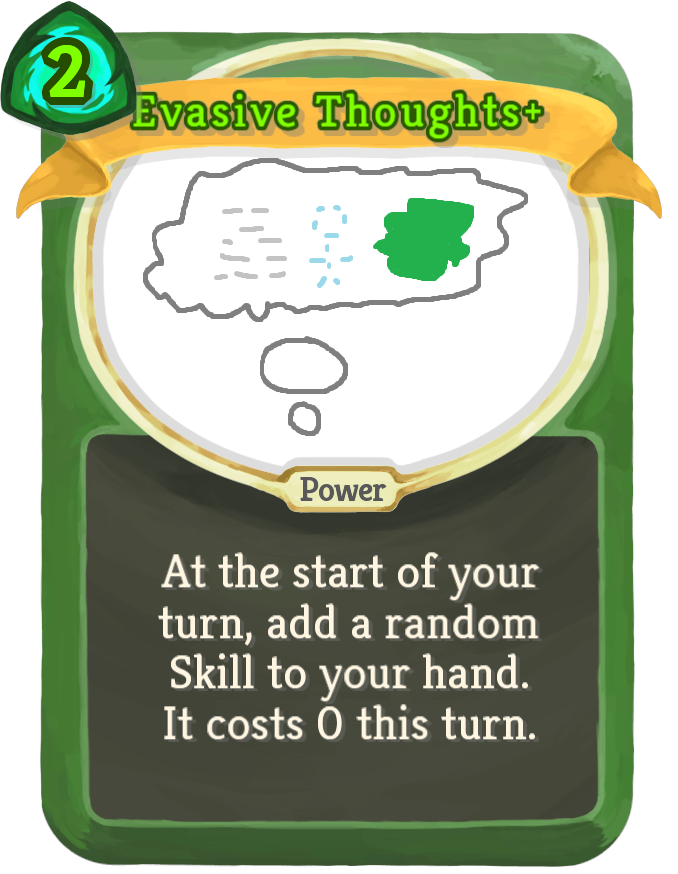 2
Evasive Thoughts+
Power
At the start of your
turn, add a random
Skill to your hand.
It costs 0 this turn.